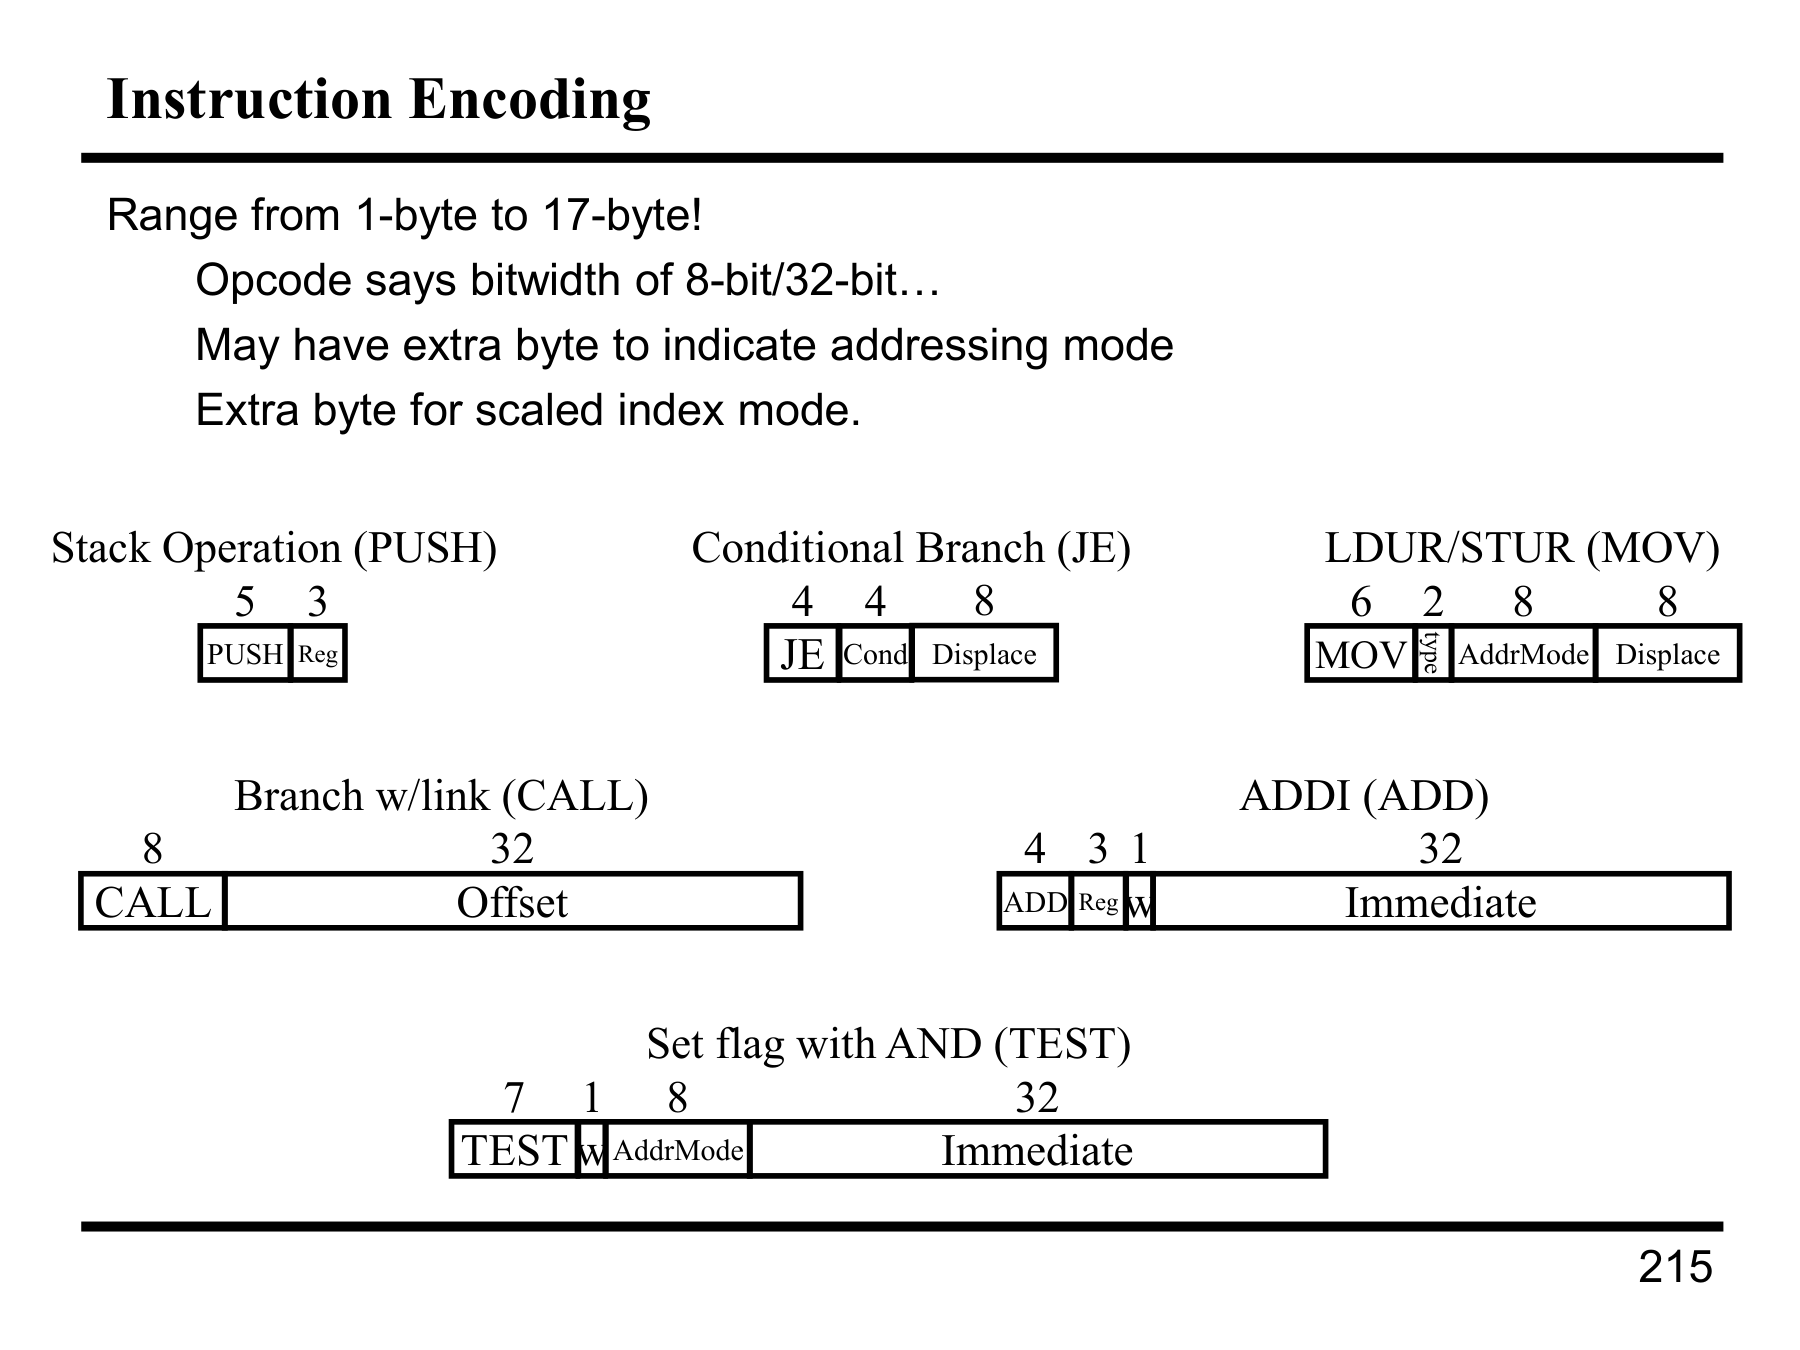 Instruction Encoding
Range from 1-byte to 17-byte!
Opcode says bitwidth of 8-bit/32-bit…
May have extra byte to indicate addressing mode
Extra byte for scaled index mode.
Stack Operation (PUSH)
5 3
PUSH Reg
Conditional Branch (JE)
4 4 8
JE Cond Displace
LDUR/STUR (MOV)
6 2 8 8
MOV type AddrMode Displace
Branch w/link (CALL)
8 32
CALL Offset
ADDI (ADD)
4 3 1 32
ADD Reg w Immediate
Set flag with AND (TEST)
7 1 8 32
TEST w AddrMode Immediate
215